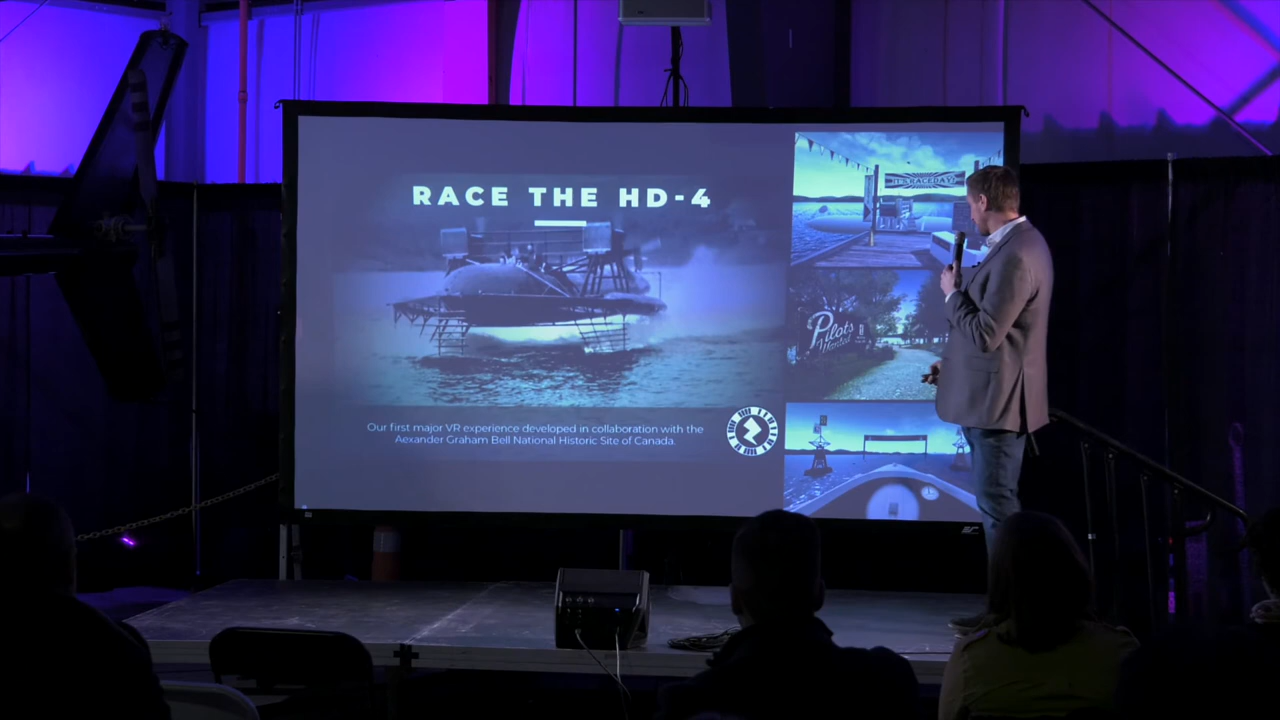 RACE THE HD-4
Our first major VR experience developed in collaboration with the
Aexander Graham Bell National Historic Site of Canada.
IT'S RACEDAY!
Pilots
Wanted